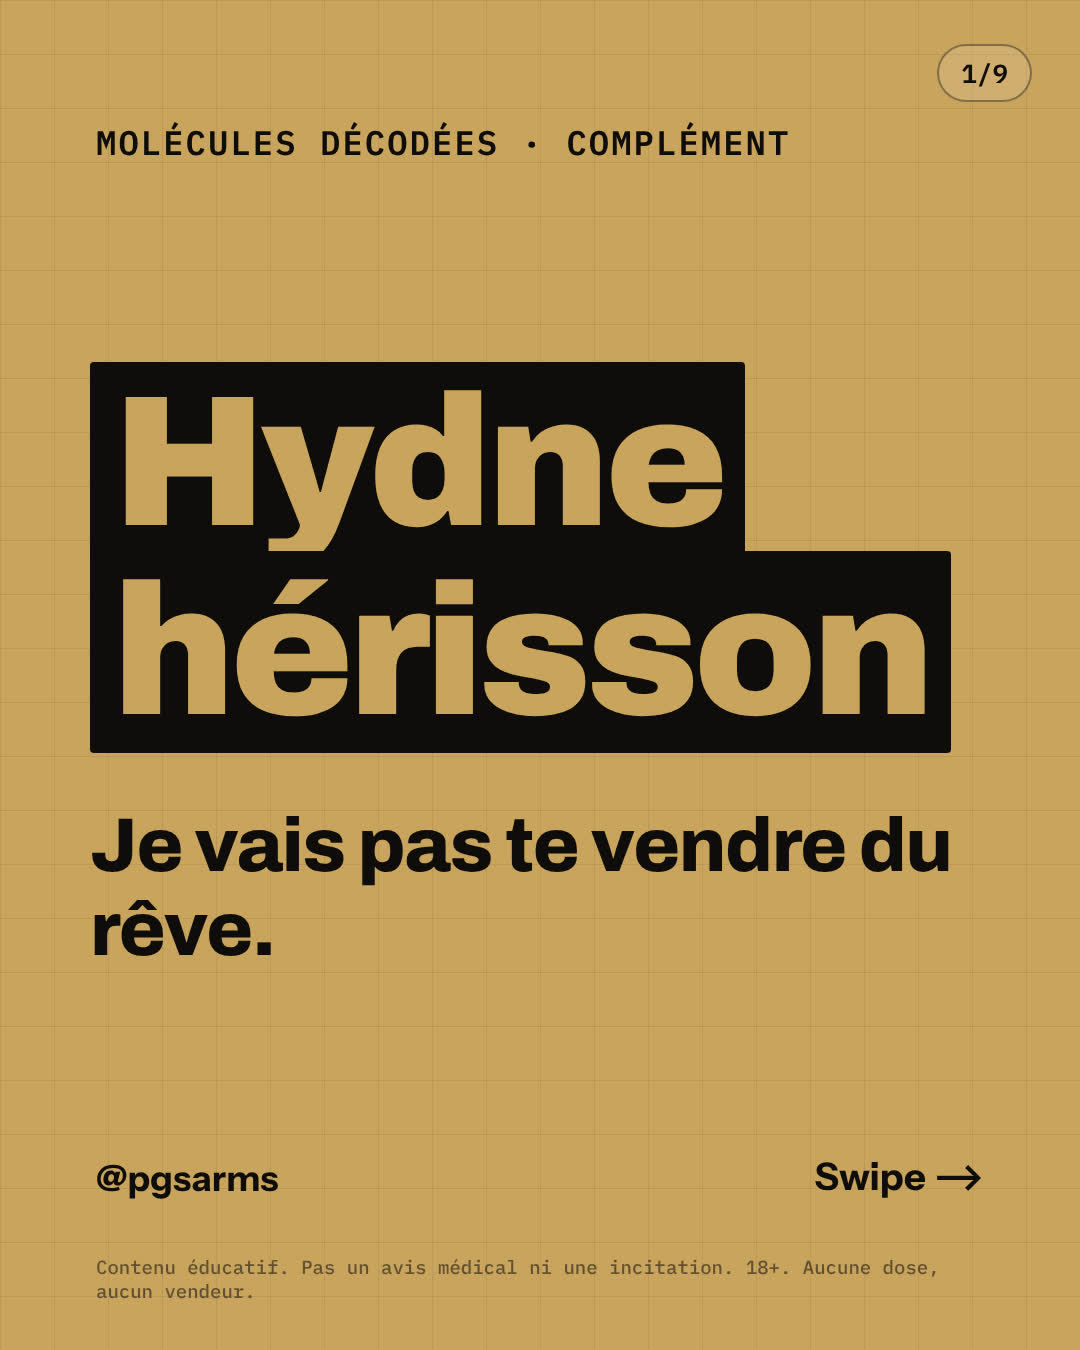 1/9
MOLÉCULES DÉCODÉES · COMPLÉMENT
Hydne
hérisson
Je vais pas te vendre du
rêve.
@pgsarms
Swipe →
Contenu éducatif. Pas un avis médical ni une incitation. 18+. Aucune dose,
aucun vendeur.